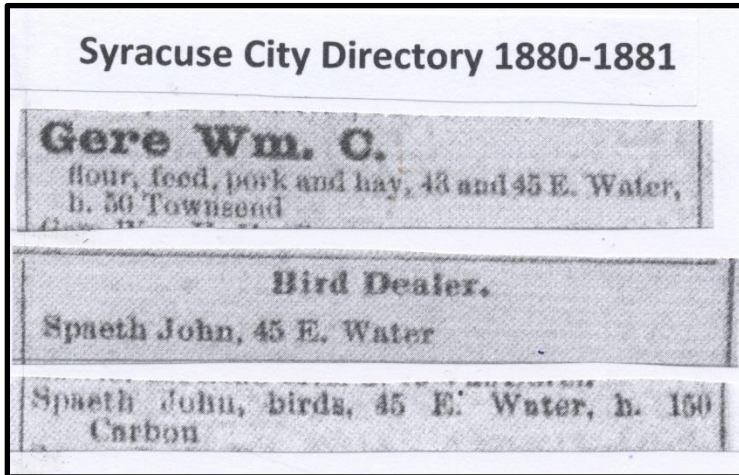 Syracuse City Directory 1880-1881
Gere Wm. C.
flour, feed, pork and hay, 43 and 45 E. Water,
h. 50 Townsend
Bird Dealer.
Spaeth John, 45 E. Water
Spaeth John, birds, 45 E. Water, h. 150
Carbon